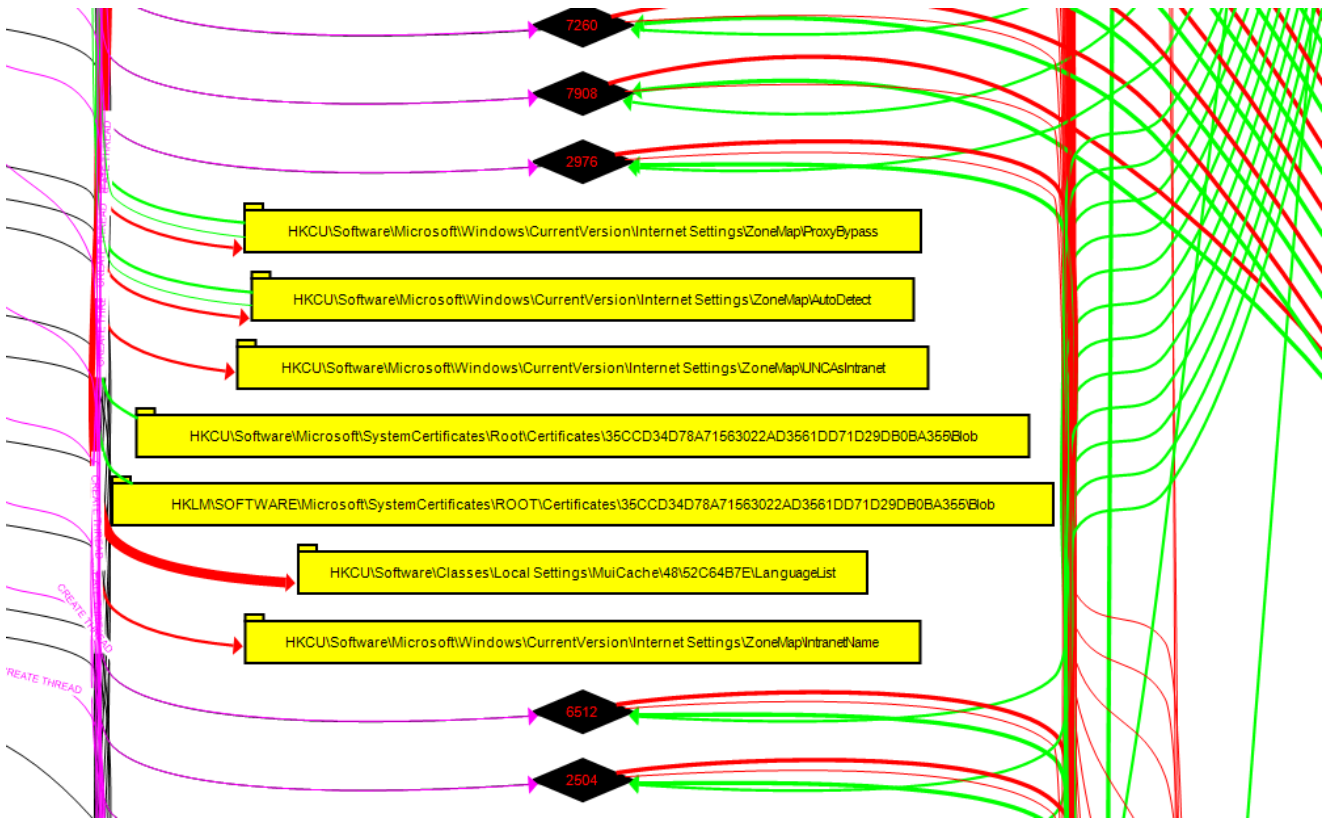 7260
7908
2976
HKCU\Software\Microsoft\Windows\CurrentVersion\Internet Settings\ZoneMap\ProxyBypass
HKCU\Software\Microsoft\Windows\CurrentVersion\Internet Settings\ZoneMap\AutoDetect
HKCU\Software\Microsoft\Windows\CurrentVersion\Internet Settings\ZoneMap\UNCAsIntranet
HKCU\Software\Microsoft\SystemCertificates\Root\Certificates\35CCD34D78A71563022AD3561DD71D29DB0BA355\Blob
HKLM\SOFTWARE\Microsoft\SystemCertificates\ROOT\Certificates\35CCD34D78A71563022AD3561DD71D29DB0BA355\Blob
HKCU\Software\Classes\Local Settings\MuiCache\48\52C64B7E\LanguageList
CREATE THREAD
HKCU\Software\Microsoft\Windows\CurrentVersion\Internet Settings\ZoneMap\IntranetName
CREATE THREAD
6512
2504